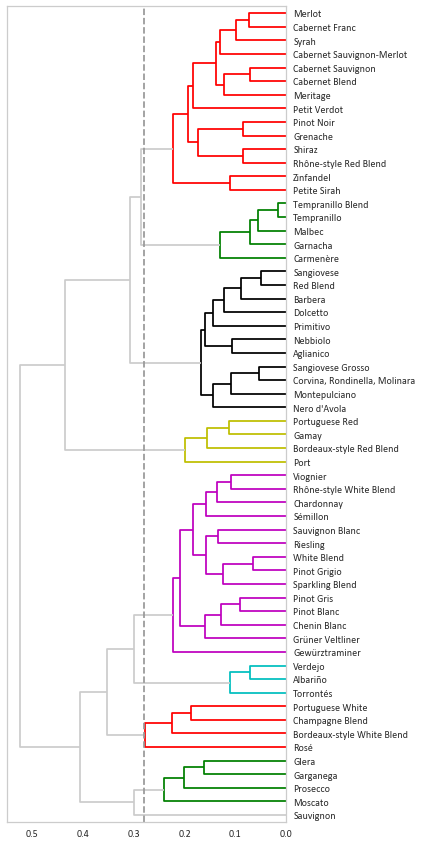 Merlot
Cabernet Franc
Syrah
Cabernet Sauvignon-Merlot
Cabernet Sauvignon
Cabernet Blend
Meritage
Petit Verdot
Pinot Noir
Grenache
Shiraz
Rhône-style Red Blend
Zinfandel
Petite Sirah
Tempranillo Blend
Tempranillo
Malbec
Garnacha
Carmenère
Sangiovese
Red Blend
Barbera
Dolcetto
Primitivo
Nebbiolo
Aglianico
Sangiovese Grosso
Corvina, Rondinella, Molinara
Montepulciano
Nero d'Avola
Portuguese Red
Gamay
Bordeaux-style Red Blend
Port
Viognier
Rhône-style White Blend
Chardonnay
Sémillon
Sauvignon Blanc
Riesling
White Blend
Pinot Grigio
Sparkling Blend
Pinot Gris
Pinot Blanc
Chenin Blanc
Grüner Veltliner
Gewürztraminer
Verdejo
Albariño
Torrontés
Portuguese White
Champagne Blend
Bordeaux-style White Blend
Rosé
Glera
Garganega
Prosecco
Moscato
Sauvignon
0.5 0.4 0.3 0.2 0.1 0.0